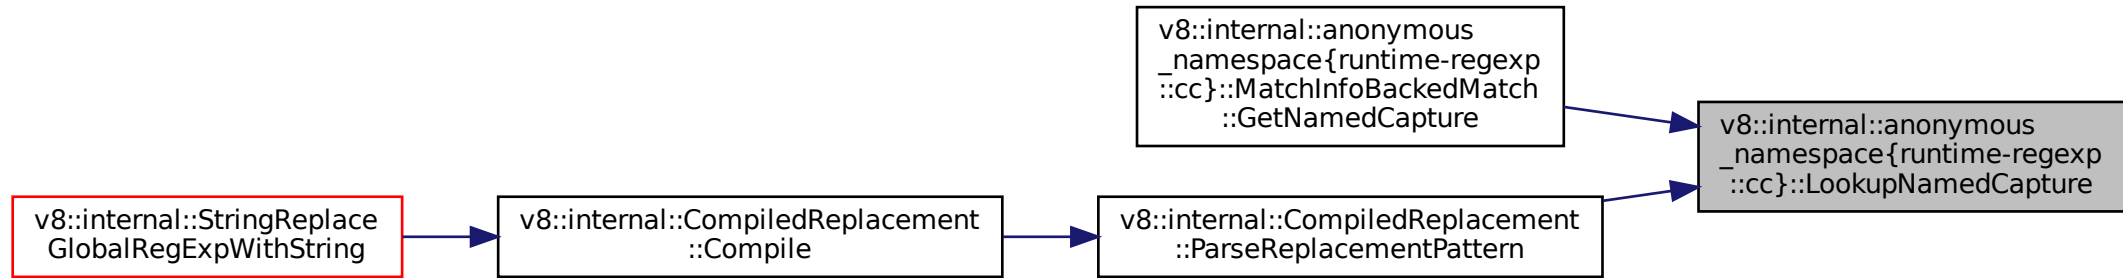 v8::internal::anonymous
_namespace{runtime-regexp
::cc}::MatchInfoBackedMatch
::GetNamedCapture
v8::internal::anonymous
_namespace{runtime-regexp
::cc}::LookupNamedCapture
v8::internal::StringReplace
GlobalRegExpWithString
v8::internal::CompiledReplacement
::Compile
v8::internal::CompiledReplacement
::ParseReplacementPattern